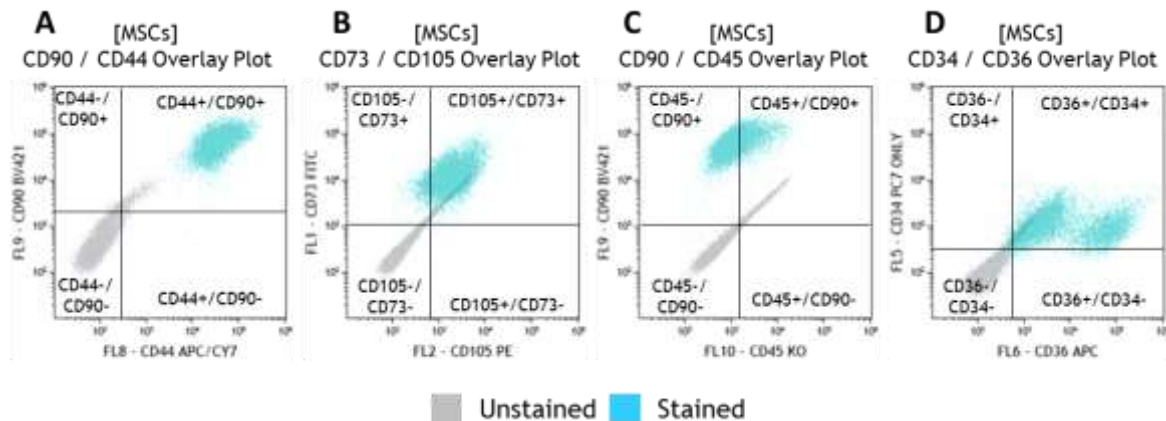 A
[MSCs]
CD90 / CD44 Overlay Plot
CD44-/
CD90+
CD44+/CD90+
CD44-/
CD90-
CD44+/CD90-
FL9 - CD90 BV421
FL8 - CD44 APC/CY7
B
[MSCs]
CD73 / CD105 Overlay Plot
CD105-/
CD73+
CD105+/CD73+
CD105-/
CD73-
CD105+/CD73-
FL1 - CD73 FITC
FL2 - CD105 PE
C
[MSCs]
CD90 / CD45 Overlay Plot
CD45-/
CD90+
CD45+/CD90+
CD45-/
CD90-
CD45+/CD90-
FL9 - CD90 BV421
FL10 - CD45 KO
D
[MSCs]
CD34 / CD36 Overlay Plot
CD36-/
CD34+
CD36+/CD34+
CD36-/
CD34-
CD36+/CD34-
FL5 - CD34 PC7 ONLY
FL6 - CD36 APC
Unstained
Stained